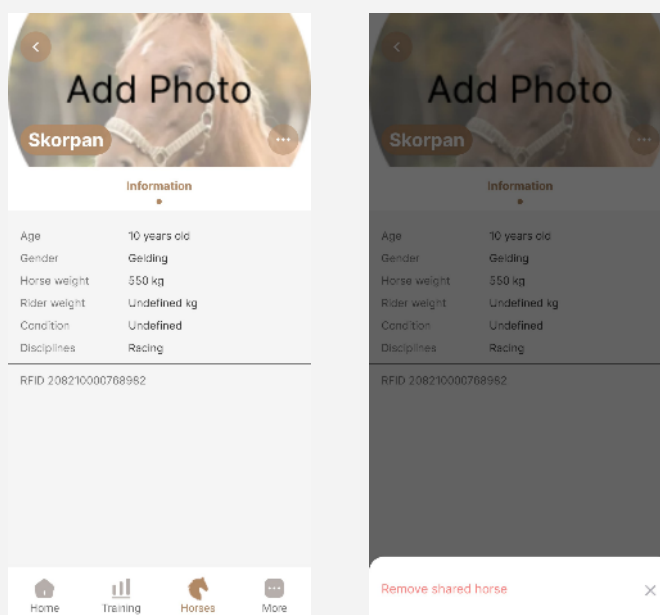 Add Photo
Skorpan
Information
Age 10 years old
Gender Gelding
Horse weight 550 kg
Rider weight Undefined kg
Condition Undefined
Disciplines Racing
RFID 208210000768982
Home Training Horses More
Add Photo
Skorpan
Information
Age 10 years old
Gender Gelding
Horse weight 550 kg
Rider weight Undefined kg
Condition Undefined
Disciplines Racing
RFID 208210000768982
Remove shared horse